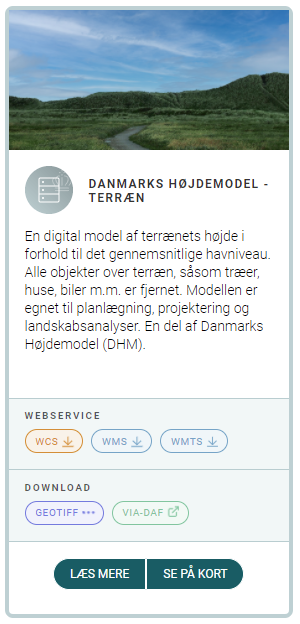 DANMARKS HØJDEMODEL -
TERRÆN
En digital model af terrænets højde i
forhold til det gennemsnitlige havniveau.
Alle objekter over terræn, såsom træer,
huse, biler m.m. er fjernet. Modellen er
egnet til planlægning, projektering og
landskabsanalyser. En del af Danmarks
Højdemodel (DHM).
WEBSERVICE
WCS WMS WMTS
DOWNLOAD
GEOTIFF VIA-DAF
LÆS MERE SE PÅ KORT